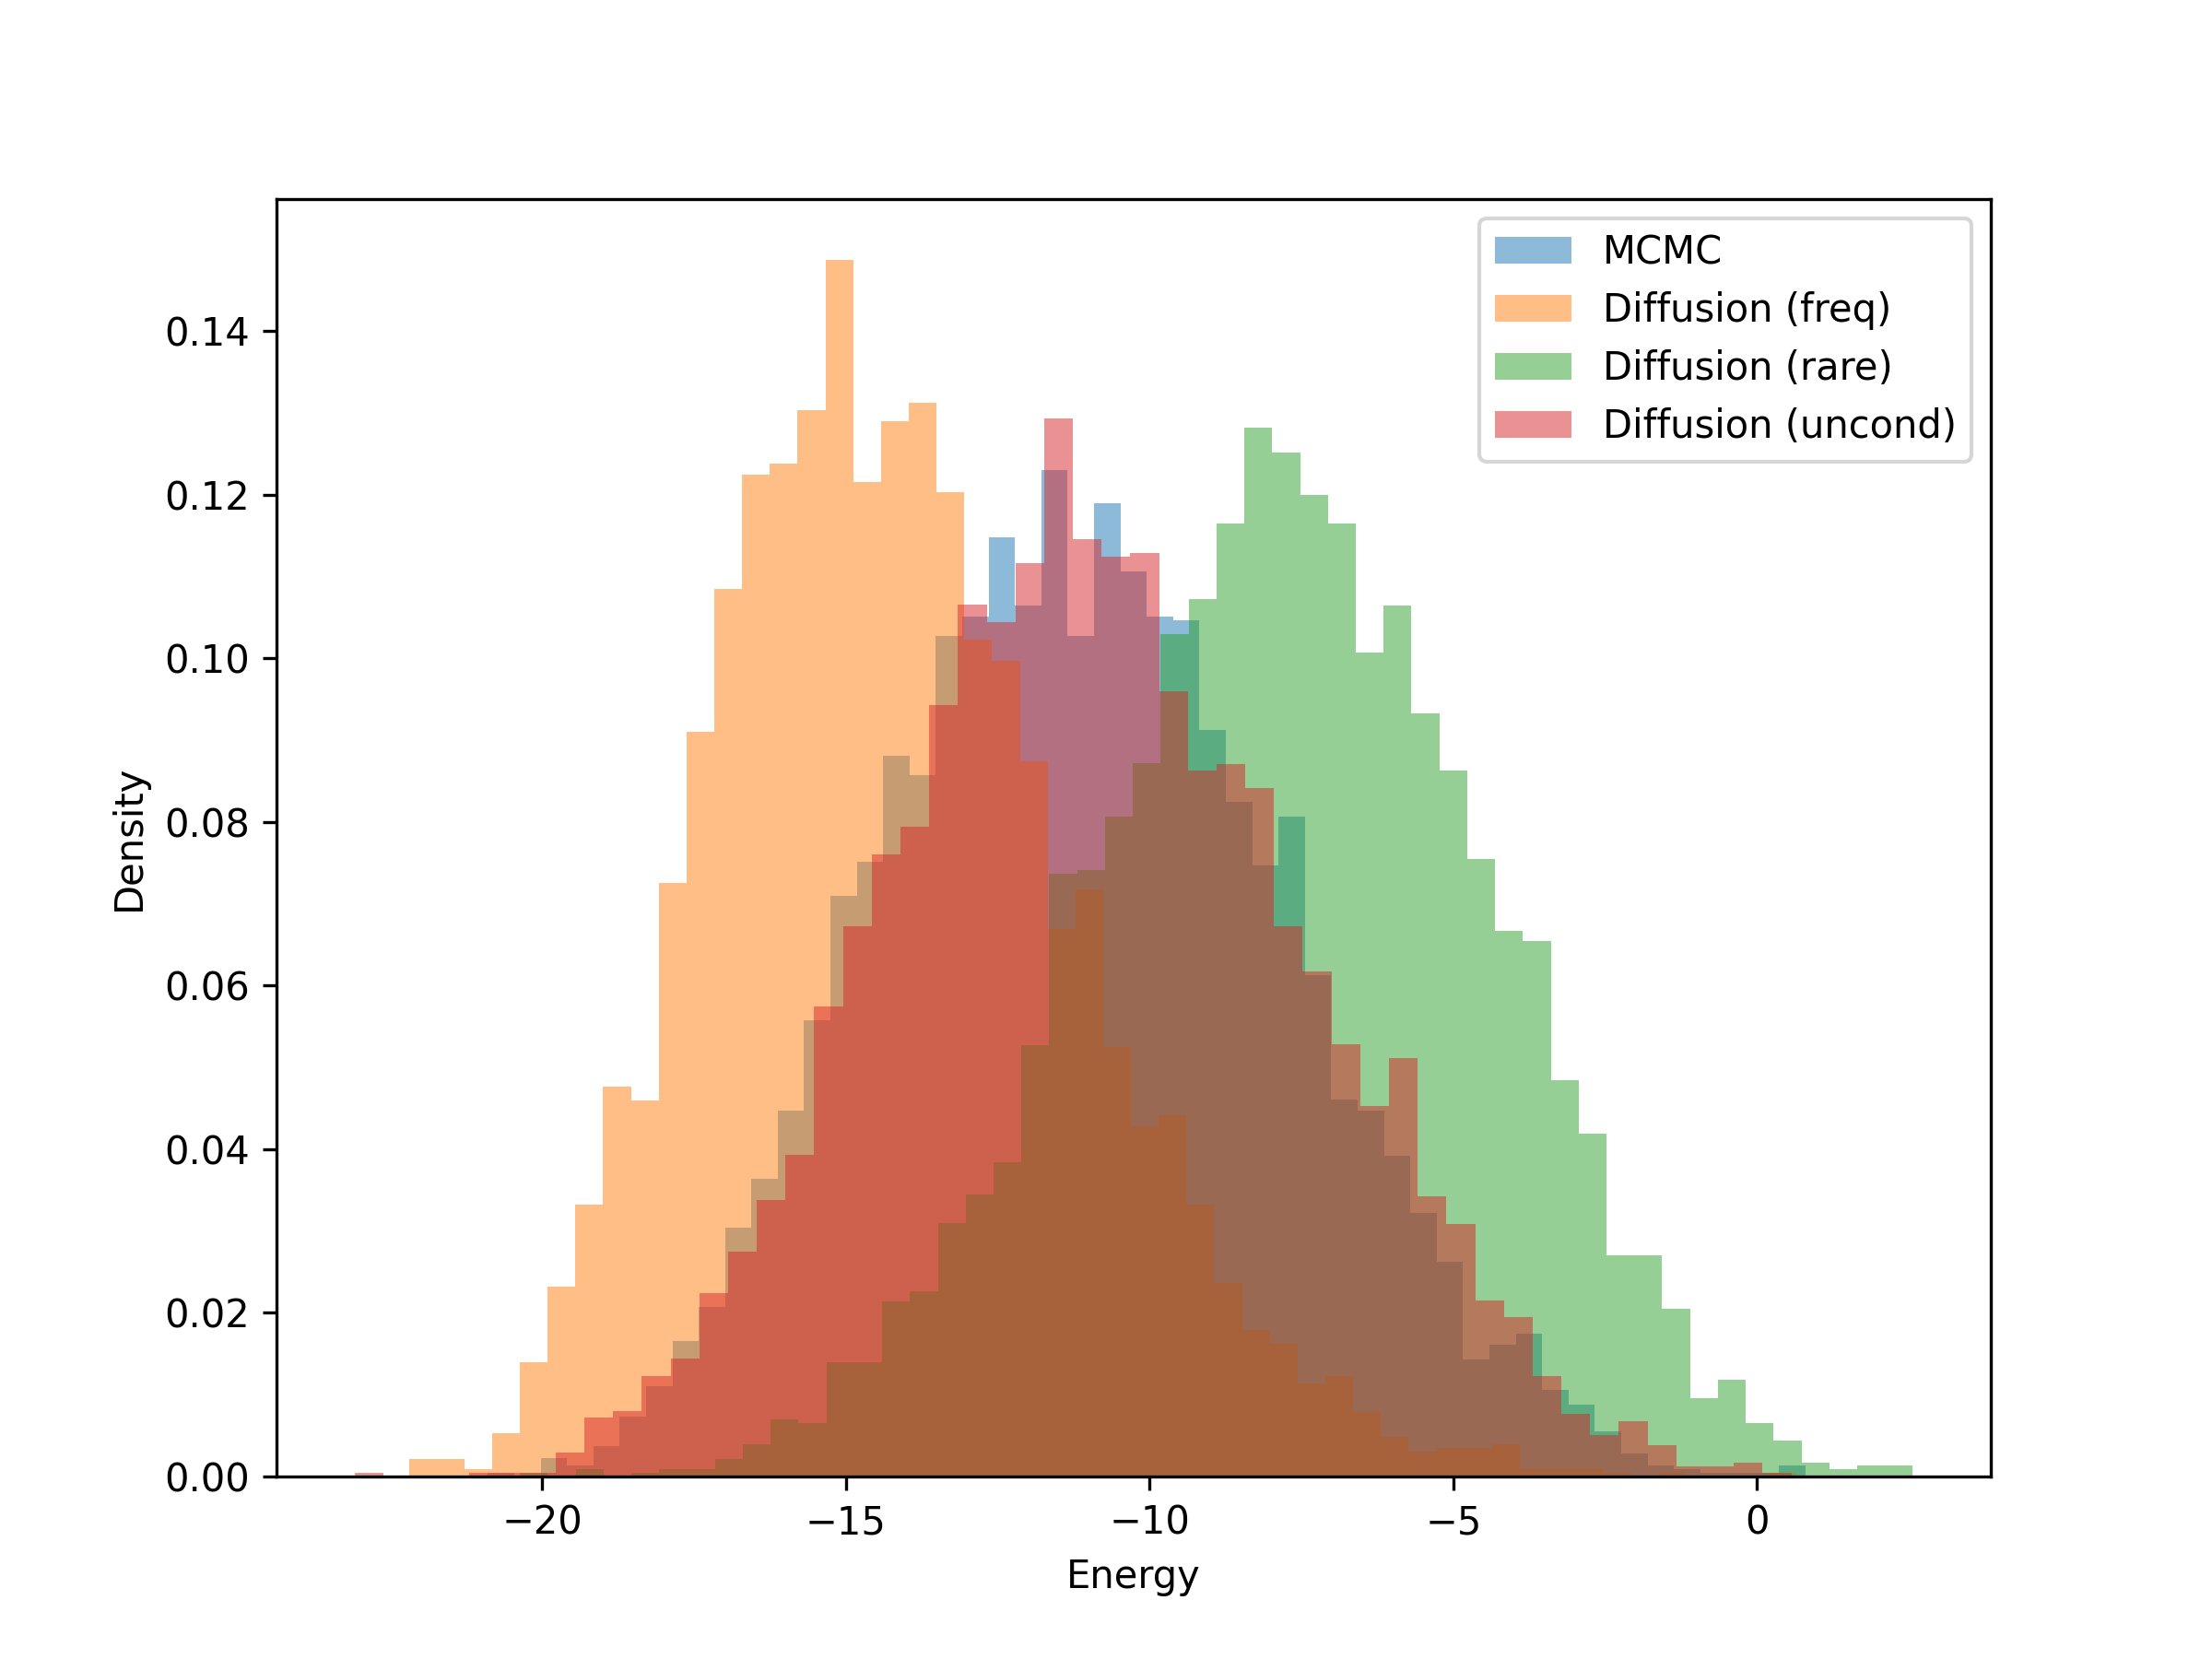 MCMC
Diffusion (freq)
Diffusion (rare)
Diffusion (uncond)
0.14
0.12
0.10
0.08
0.06
0.04
0.02
0.00
Density
−20 −15 −10 −5 0
Energy